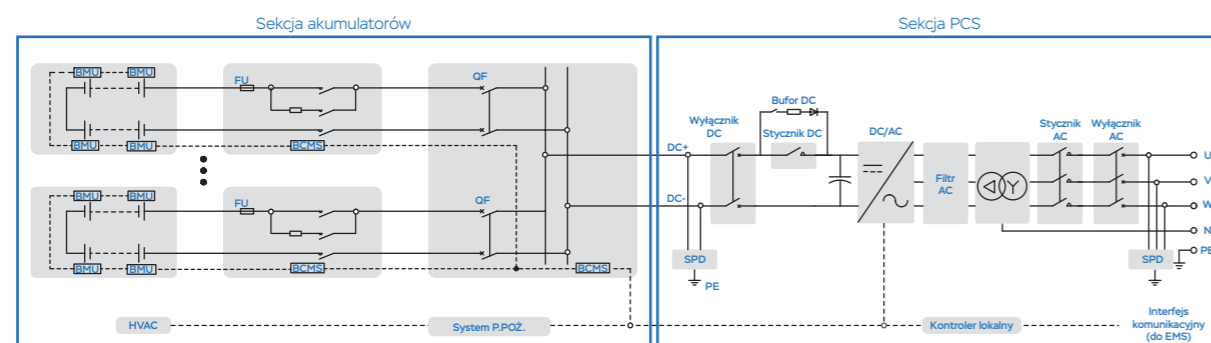 Sekcja akumulatorów
Sekcja PCS
BMU BMU
FU
QF
BMU BMU
BCMS
BMU BMU
FU
QF
BMU BMU
BCMS
BCMS
HVAC
System P.POŻ.
DC+
DC-
Wyłącznik
DC
Bufor DC
Stycznik DC
DC/AC
Filtr
AC
Stycznik
AC
Wyłącznik
AC
U
V
W
N
PE
SPD
PE
SPD
Kontroler lokalny
Interfejs
komunikacyjny
(do EMS)